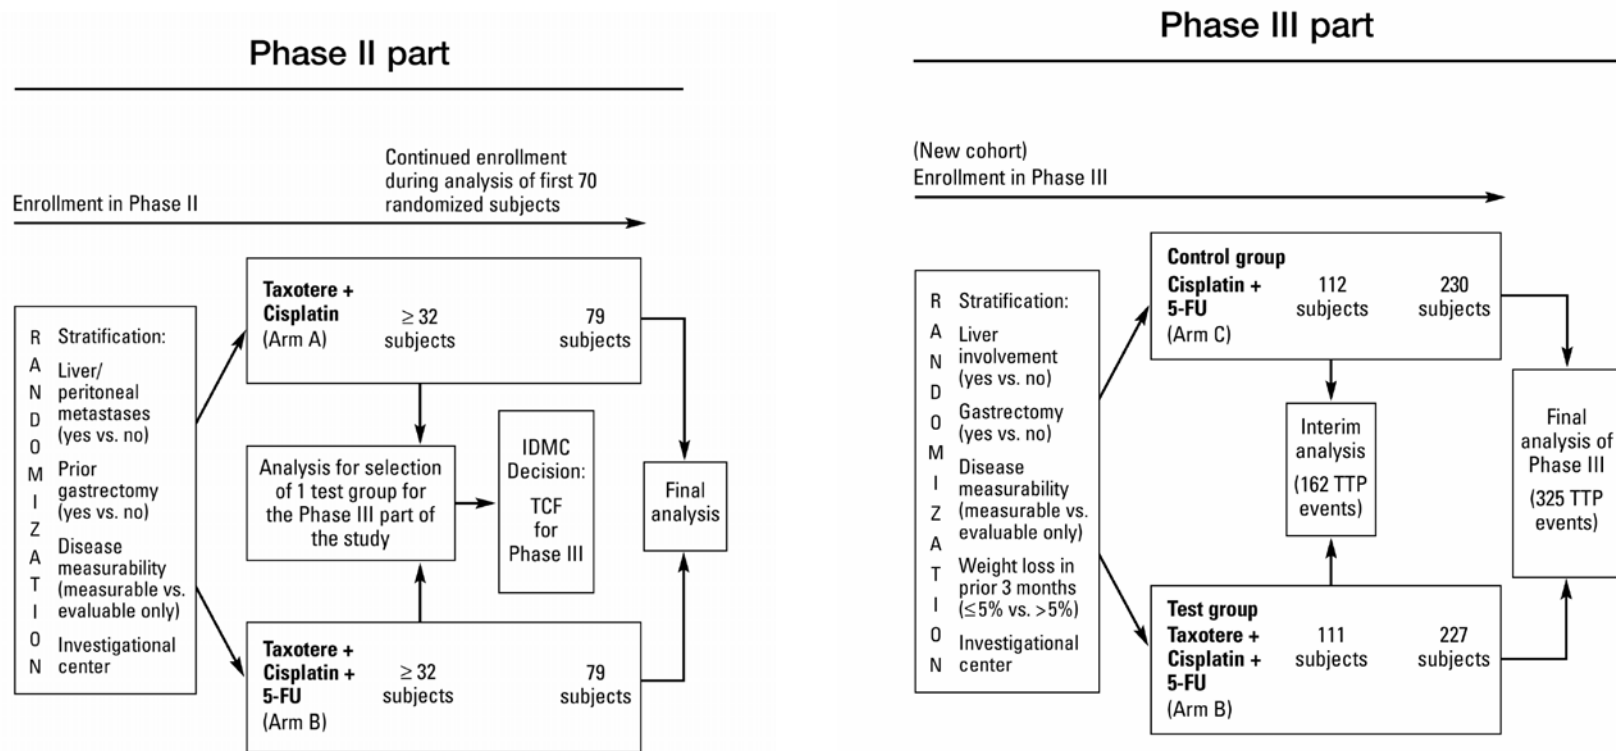 Phase II part
Enrollment in Phase II
Continued enrollment
during analysis of first 70
randomized subjects
RANDOMIZATION
Stratification:
Liver/
peritoneal
metastases
(yes vs. no)
Prior
gastrectomy
(yes vs. no)
Disease
measurability
(measurable vs.
evaluable only)
Investigational
center
Taxotere +
Cisplatin
(Arm A)
≥ 32
subjects
79
subjects
Analysis for selection
of 1 test group for
the Phase III part of
the study
IDMC
Decision:
TCF
for
Phase III
Final
analysis
Taxotere +
Cisplatin +
5-FU
(Arm B)
≥ 32
subjects
79
subjects
Phase III part
(New cohort)
Enrollment in Phase III
RANDOMIZATION
Stratification:
Liver
involvement
(yes vs. no)
Gastrectomy
(yes vs. no)
Disease
measurability
(measurable vs.
evaluable only)
Weight loss in
prior 3 months
(≤5% vs. >5%)
Investigational
center
Control group
Cisplatin +
5-FU
(Arm C)
112
subjects
230
subjects
Interim
analysis
(162 TTP
events)
Final
analysis of
Phase III
(325 TTP
events)
Test group
Taxotere +
Cisplatin +
5-FU
(Arm B)
111
subjects
227
subjects